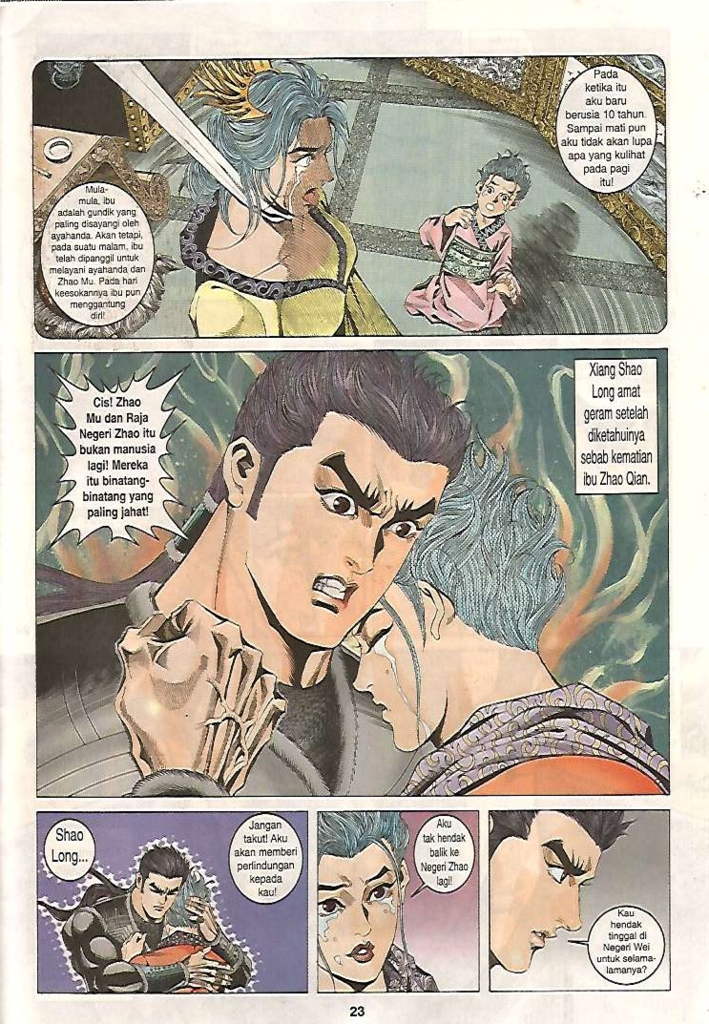 Pada
ketika itu
aku baru
berusia 10 tahun.
Sampai mati pun
aku tidak akan lupa
apa yang kulihat
pada pagi
itu!
Mula-
mula, ibu
adalah gundik yang
paling disayangi oleh
ayahanda. Akan tetapi,
pada suatu malam, ibu
telah dipanggil untuk
melayani ayahanda dan
Zhao Mu. Pada hari
keesokannya ibu pun
menggantung
diri!
Cis! Zhao
Mu dan Raja
Negeri Zhao itu
bukan manusia
lagi! Mereka
itu binatang-
binatang yang
paling jahat!
Xiang Shao
Long amat
geram setelah
diketahuinya
sebab kematian
ibu Zhao Qian.
Shao
Long...
Jangan
takut! Aku
akan memberi
perlindungan
kepada
kau!
Aku
tak hendak
balik ke
Negeri Zhao
lagi!
Kau
hendak
tinggal di
Negeri Wei
untuk selama-
lamanya?
23